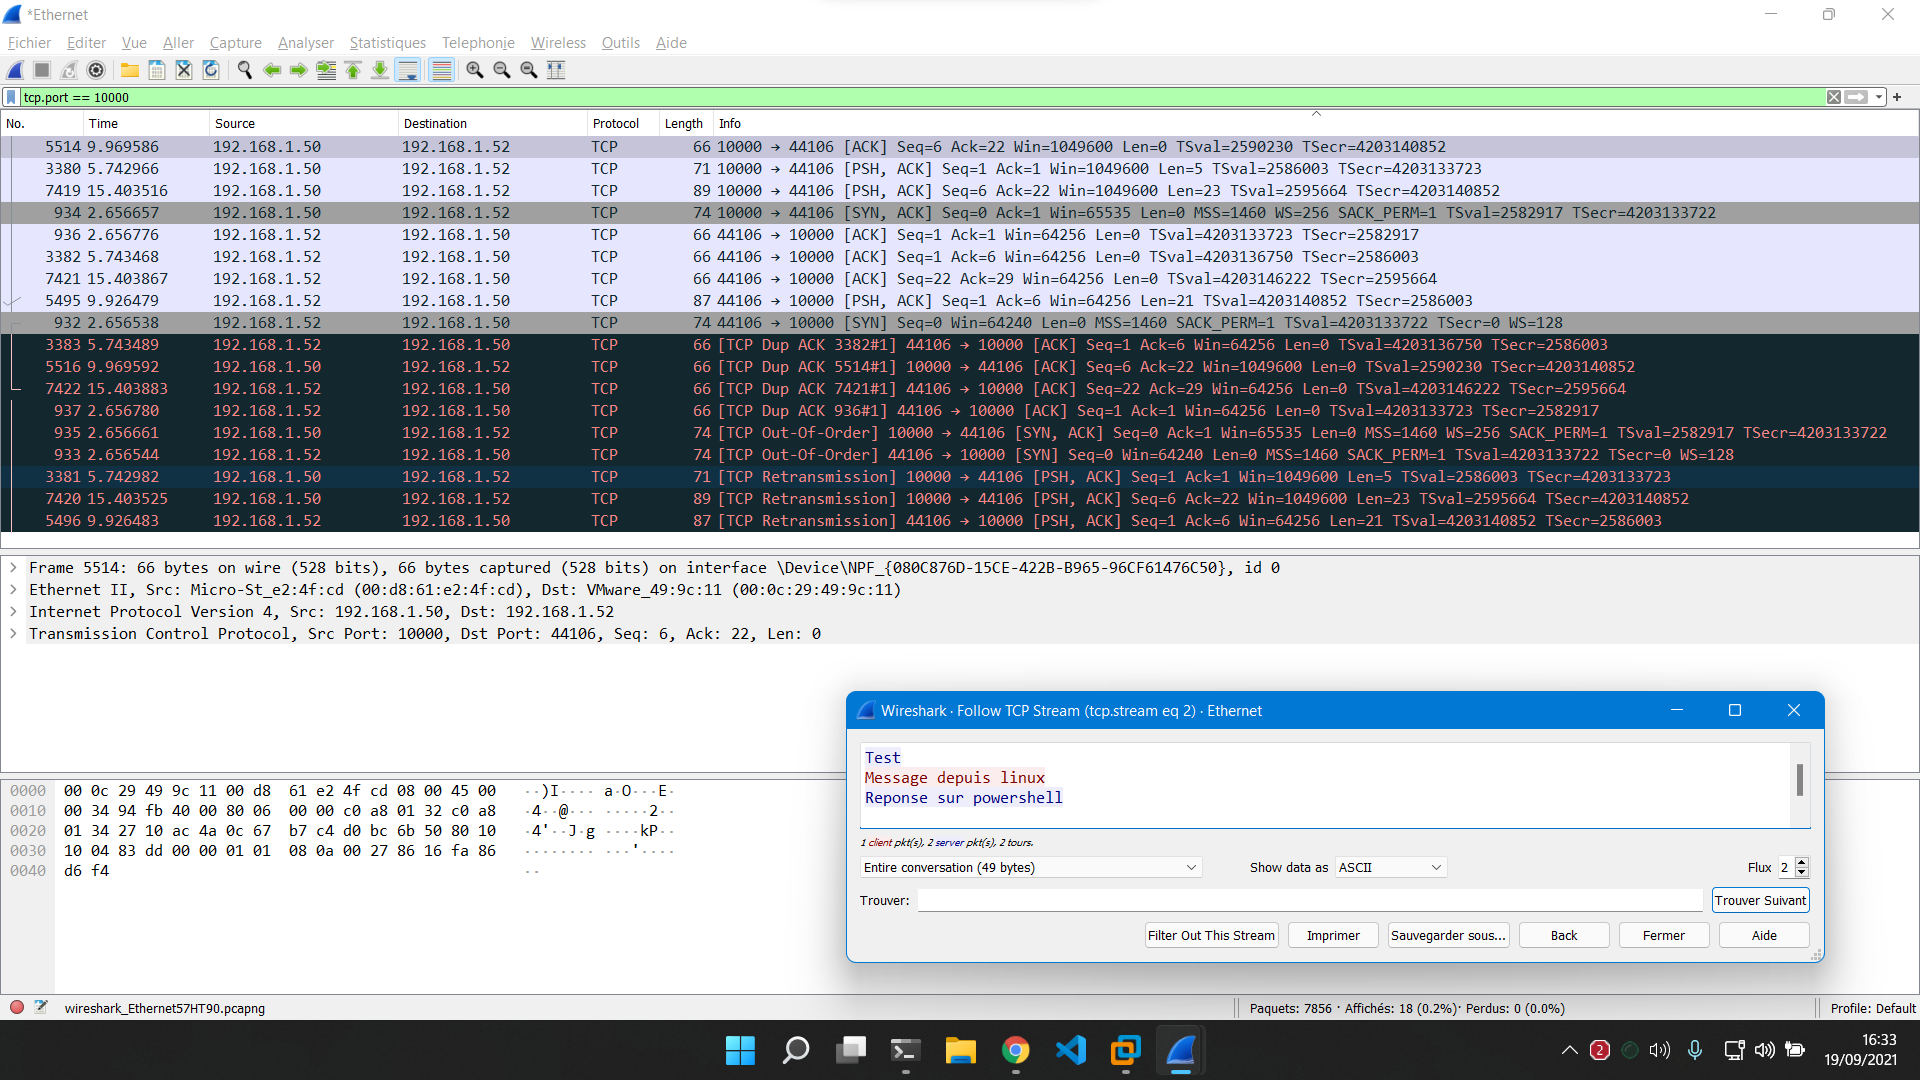 *Ethernet
Fichier Editer Vue Aller Capture Analyser Statistiques Telephonie Wireless Outils Aide
tcp.port == 10000
No. Time Source Destination Protocol Length Info
5514 9.969586 192.168.1.50 192.168.1.52 TCP 66 10000 → 44106 [ACK] Seq=6 Ack=22 Win=1049600 Len=0 TSval=2590230 TSecr=4203140852
3380 5.742966 192.168.1.50 192.168.1.52 TCP 71 10000 → 44106 [PSH, ACK] Seq=1 Ack=1 Win=1049600 Len=5 TSval=2586003 TSecr=4203133723
7419 15.403516 192.168.1.50 192.168.1.52 TCP 89 10000 → 44106 [PSH, ACK] Seq=6 Ack=22 Win=1049600 Len=23 TSval=2595664 TSecr=4203140852
934 2.656657 192.168.1.50 192.168.1.52 TCP 74 10000 → 44106 [SYN, ACK] Seq=0 Ack=1 Win=65535 Len=0 MSS=1460 WS=256 SACK_PERM=1 TSval=2582917 TSecr=4203133722
936 2.656776 192.168.1.52 192.168.1.50 TCP 66 44106 → 10000 [ACK] Seq=1 Ack=1 Win=64256 Len=0 TSval=4203133723 TSecr=2582917
3382 5.743468 192.168.1.52 192.168.1.50 TCP 66 44106 → 10000 [ACK] Seq=1 Ack=6 Win=64256 Len=0 TSval=4203136750 TSecr=2586003
7421 15.403867 192.168.1.52 192.168.1.50 TCP 66 44106 → 10000 [ACK] Seq=22 Ack=29 Win=64256 Len=0 TSval=4203146222 TSecr=2595664
5495 9.926479 192.168.1.52 192.168.1.50 TCP 87 44106 → 10000 [PSH, ACK] Seq=1 Ack=6 Win=64256 Len=21 TSval=4203140852 TSecr=2586003
932 2.656538 192.168.1.52 192.168.1.50 TCP 74 44106 → 10000 [SYN] Seq=0 Win=64240 Len=0 MSS=1460 SACK_PERM=1 TSval=4203133722 TSecr=0 WS=128
3383 5.743489 192.168.1.52 192.168.1.50 TCP 66 [TCP Dup ACK 3382#1] 44106 → 10000 [ACK] Seq=1 Ack=6 Win=64256 Len=0 TSval=4203136750 TSecr=2586003
5516 9.969592 192.168.1.50 192.168.1.52 TCP 66 [TCP Dup ACK 5514#1] 10000 → 44106 [ACK] Seq=6 Ack=22 Win=1049600 Len=0 TSval=2590230 TSecr=4203140852
7422 15.403883 192.168.1.52 192.168.1.50 TCP 66 [TCP Dup ACK 7421#1] 44106 → 10000 [ACK] Seq=22 Ack=29 Win=64256 Len=0 TSval=4203146222 TSecr=2595664
937 2.656780 192.168.1.52 192.168.1.50 TCP 66 [TCP Dup ACK 936#1] 44106 → 10000 [ACK] Seq=1 Ack=1 Win=64256 Len=0 TSval=4203133723 TSecr=2582917
935 2.656661 192.168.1.50 192.168.1.52 TCP 74 [TCP Out-Of-Order] 10000 → 44106 [SYN, ACK] Seq=0 Ack=1 Win=65535 Len=0 MSS=1460 WS=256 SACK_PERM=1 TSval=2582917 TSecr=4203133722
933 2.656544 192.168.1.52 192.168.1.50 TCP 74 [TCP Out-Of-Order] 44106 → 10000 [SYN] Seq=0 Win=64240 Len=0 MSS=1460 SACK_PERM=1 TSval=4203133722 TSecr=0 WS=128
3381 5.742982 192.168.1.50 192.168.1.52 TCP 71 [TCP Retransmission] 10000 → 44106 [PSH, ACK] Seq=1 Ack=1 Win=1049600 Len=5 TSval=2586003 TSecr=4203133723
7420 15.403525 192.168.1.50 192.168.1.52 TCP 89 [TCP Retransmission] 10000 → 44106 [PSH, ACK] Seq=6 Ack=22 Win=1049600 Len=23 TSval=2595664 TSecr=4203140852
5496 9.926483 192.168.1.52 192.168.1.50 TCP 87 [TCP Retransmission] 44106 → 10000 [PSH, ACK] Seq=1 Ack=6 Win=64256 Len=21 TSval=4203140852 TSecr=2586003
Frame 5514: 66 bytes on wire (528 bits), 66 bytes captured (528 bits) on interface \Device\NPF_{080C876D-15CE-422B-B965-96CF61476C50}, id 0
Ethernet II, Src: Micro-St_e2:4f:cd (00:d8:61:e2:4f:cd), Dst: VMware_49:9c:11 (00:0c:29:49:9c:11)
Internet Protocol Version 4, Src: 192.168.1.50, Dst: 192.168.1.52
Transmission Control Protocol, Src Port: 10000, Dst Port: 44106, Seq: 6, Ack: 22, Len: 0
0000 00 0c 29 49 9c 11 00 d8 61 e2 4f cd 08 00 45 00 ··)I···· a·O···E·
0010 00 34 94 fb 40 00 80 06 00 00 c0 a8 01 32 c0 a8 ·4··@··· ·····2··
0020 01 34 27 10 ac 4a 0c 67 b7 c4 d0 bc 6b 50 80 10 ·4'··J·g ····kP··
0030 10 04 83 dd 00 00 01 01 08 0a 00 27 86 16 fa 86 ········ ···'····
0040 d6 f4 ··
Wireshark · Follow TCP Stream (tcp.stream eq 2) · Ethernet
Test
Message depuis linux
Reponse sur powershell
1 client pkt(s), 2 server pkt(s), 2 tours.
Entire conversation (49 bytes) Show data as ASCII Flux 2
Trouver: Trouver Suivant
Filter Out This Stream Imprimer Sauvegarder sous... Back Fermer Aide
wireshark_Ethernet57HT90.pcapng Paquets: 7856 · Affichés: 18 (0.2%)· Perdus: 0 (0.0%) Profile: Default
2
16:33
19/09/2021